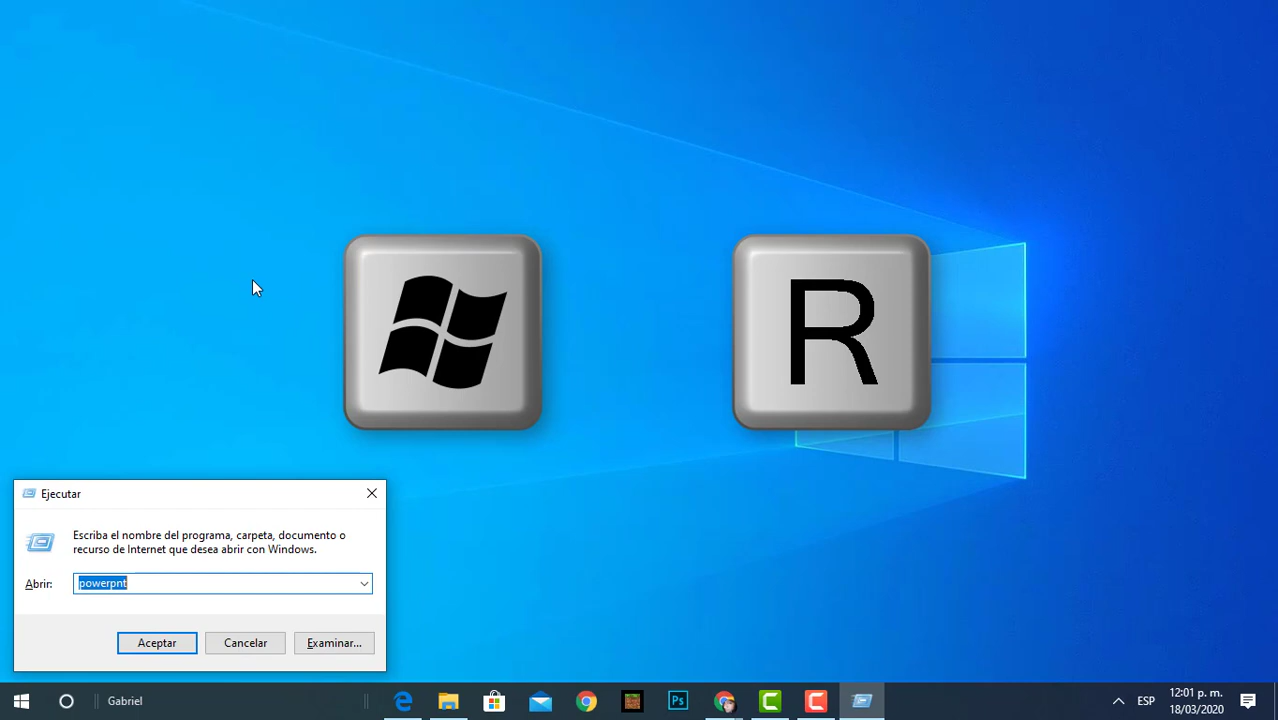 R
Ejecutar
Escriba el nombre del programa, carpeta, documento o
recurso de Internet que desea abrir con Windows.
Abrir: powerpnt
Aceptar Cancelar Examinar...
Gabriel
Ps
ESP
12:01 p. m.
18/03/2020